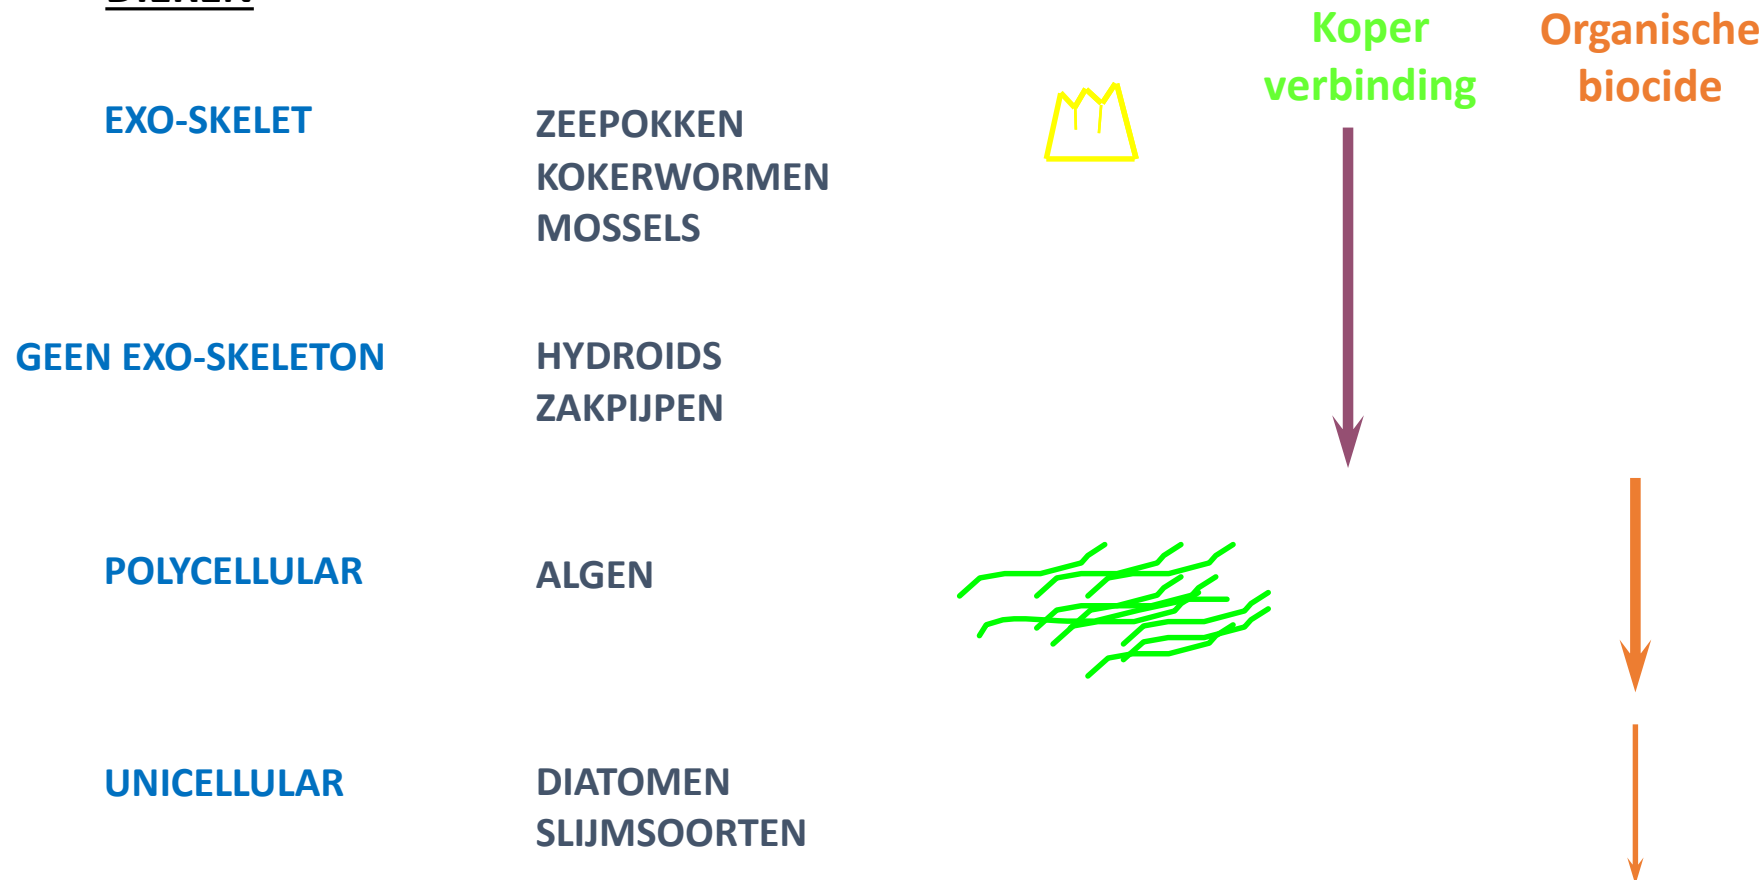 Koper
verbinding
Organische
biocide
EXO-SKELET
ZEEPOKKEN
KOKERWORMEN
MOSSELS
GEEN EXO-SKELETON
HYDROIDS
ZAKPIJPEN
POLYCELLULAR
ALGEN
UNICELLULAR
DIATOMEN
SLIJMSOORTEN